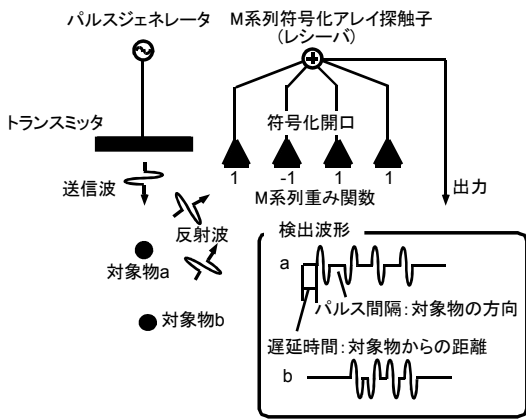 パルスジェネレータ
M系列符号化アレイ探触子
(レシーバ)
トランスミッタ
符号化開口
1
-1
1
1
M系列重み関数
送信波
反射波
出力
対象物a
対象物b
検出波形
a
パルス間隔：対象物の方向
遅延時間：対象物からの距離
b